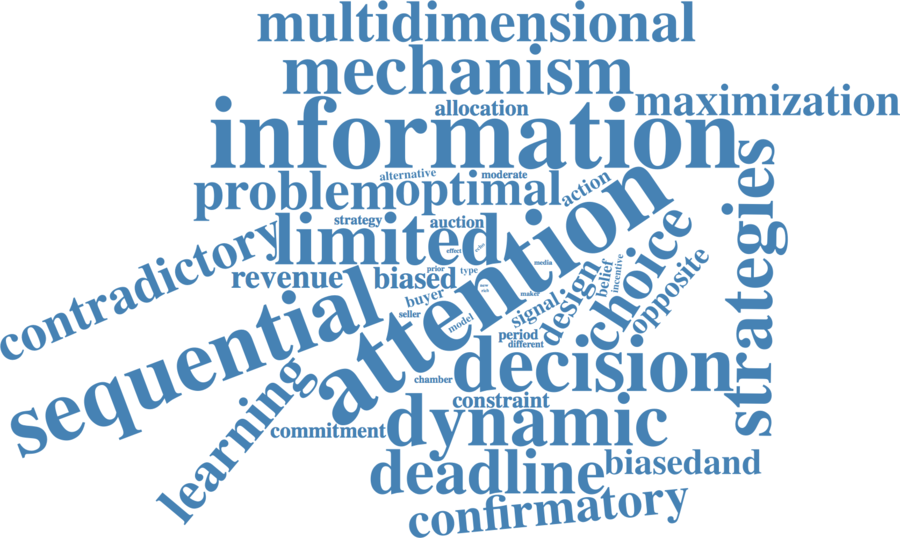 multidimensional
mechanism
allocation
maximization
information
alternative
moderate
problem
optimal
action
strategy
auction
limited
contradictory
attention
choice
strategies
effect
echo
revenue
biased
prior
type
media
belief
incentive
opposite
design
new
rich
maker
buyer
seller
signal
model
period
different
sequential
decision
chamber
constraint
learning
commitment
dynamic
deadline
biasedand
confirmatory